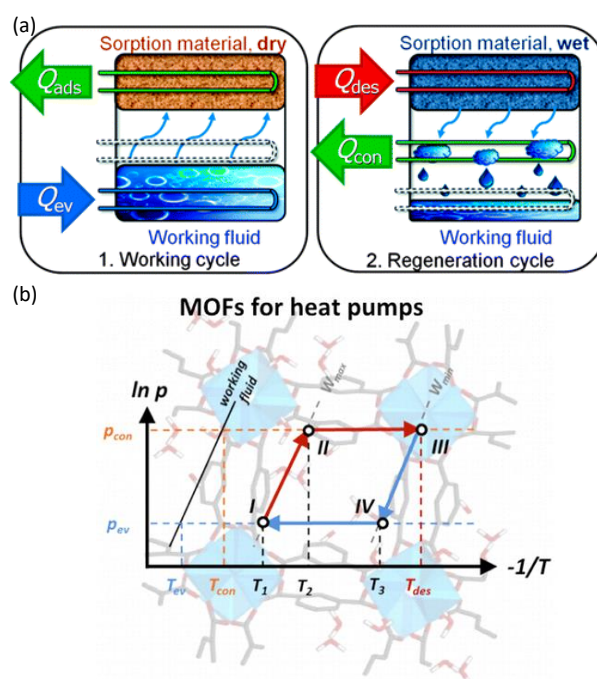 (a)
Sorption material, dry
Sorption material, wet
Qads
Qdes
Qcon
Qev
Working fluid
Working fluid
1. Working cycle
2. Regeneration cycle
(b)
MOFs for heat pumps
ln p
working fluid
Wmax
Wmin
pcon
II
III
I
IV
pev
-1/T
Tev
Tcon
T1
T2
T3
Tdes